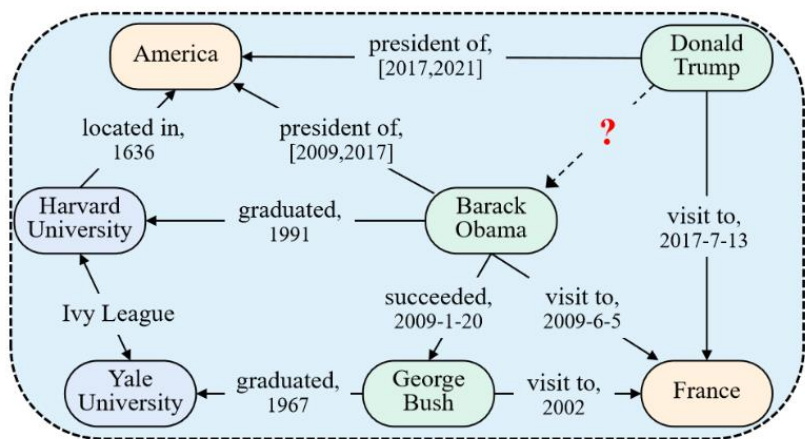 America
president of,
[2017,2021]
Donald
Trump
located in,
1636
president of,
[2009,2017]
?
Harvard
University
graduated,
1991
Barack
Obama
visit to,
2017-7-13
Ivy League
succeeded,
2009-1-20
visit to,
2009-6-5
Yale
University
graduated,
1967
George
Bush
visit to,
2002
France